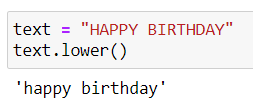 text = "HAPPY BIRTHDAY"
text.lower()
'happy birthday'